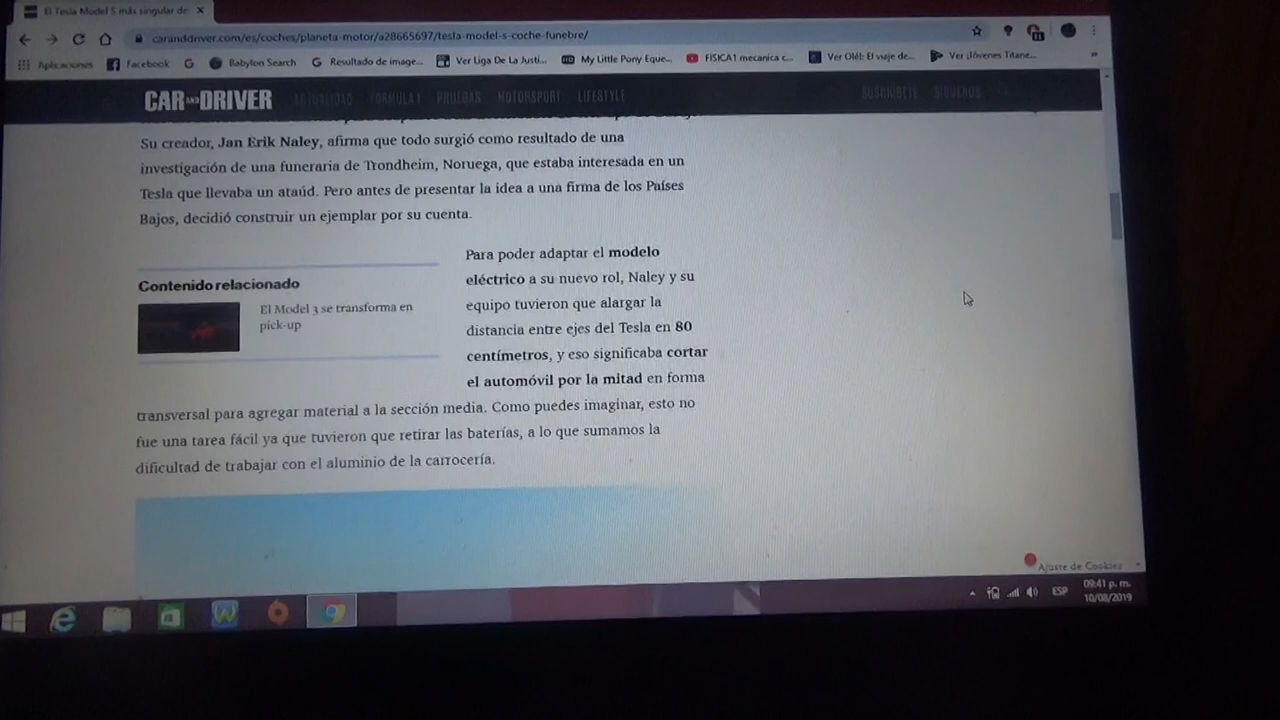 El Tesla Model S más singular de
caranddriver.com/es/coches/planeta-motor/a28665697/tesla-model-s-coche-funebre/
Aplicaciones Facebook Babylon Search Resultado de image... Ver Liga De La Justi... My Little Pony Eque... FISICA1 mecanica c... Ver Olé!: El viaje de... Ver ¡Jóvenes Titane...
CAR AND DRIVER ACTUALIDAD FÓRMULA 1 PRUEBAS MOTORSPORT LIFESTYLE SUSCRÍBETE SÍGUENOS
Su creador, Jan Erik Naley, afirma que todo surgió como resultado de una
investigación de una funeraria de Trondheim, Noruega, que estaba interesada en un
Tesla que llevaba un ataúd. Pero antes de presentar la idea a una firma de los Países
Bajos, decidió construir un ejemplar por su cuenta.
Contenido relacionado
El Model 3 se transforma en
pick-up
Para poder adaptar el modelo
eléctrico a su nuevo rol, Naley y su
equipo tuvieron que alargar la
distancia entre ejes del Tesla en 80
centímetros, y eso significaba cortar
el automóvil por la mitad en forma
transversal para agregar material a la sección media. Como puedes imaginar, esto no
fue una tarea fácil ya que tuvieron que retirar las baterías, a lo que sumamos la
dificultad de trabajar con el aluminio de la carrocería.
Ajuste de Cookies
ESP
09:41 p. m.
10/08/2019